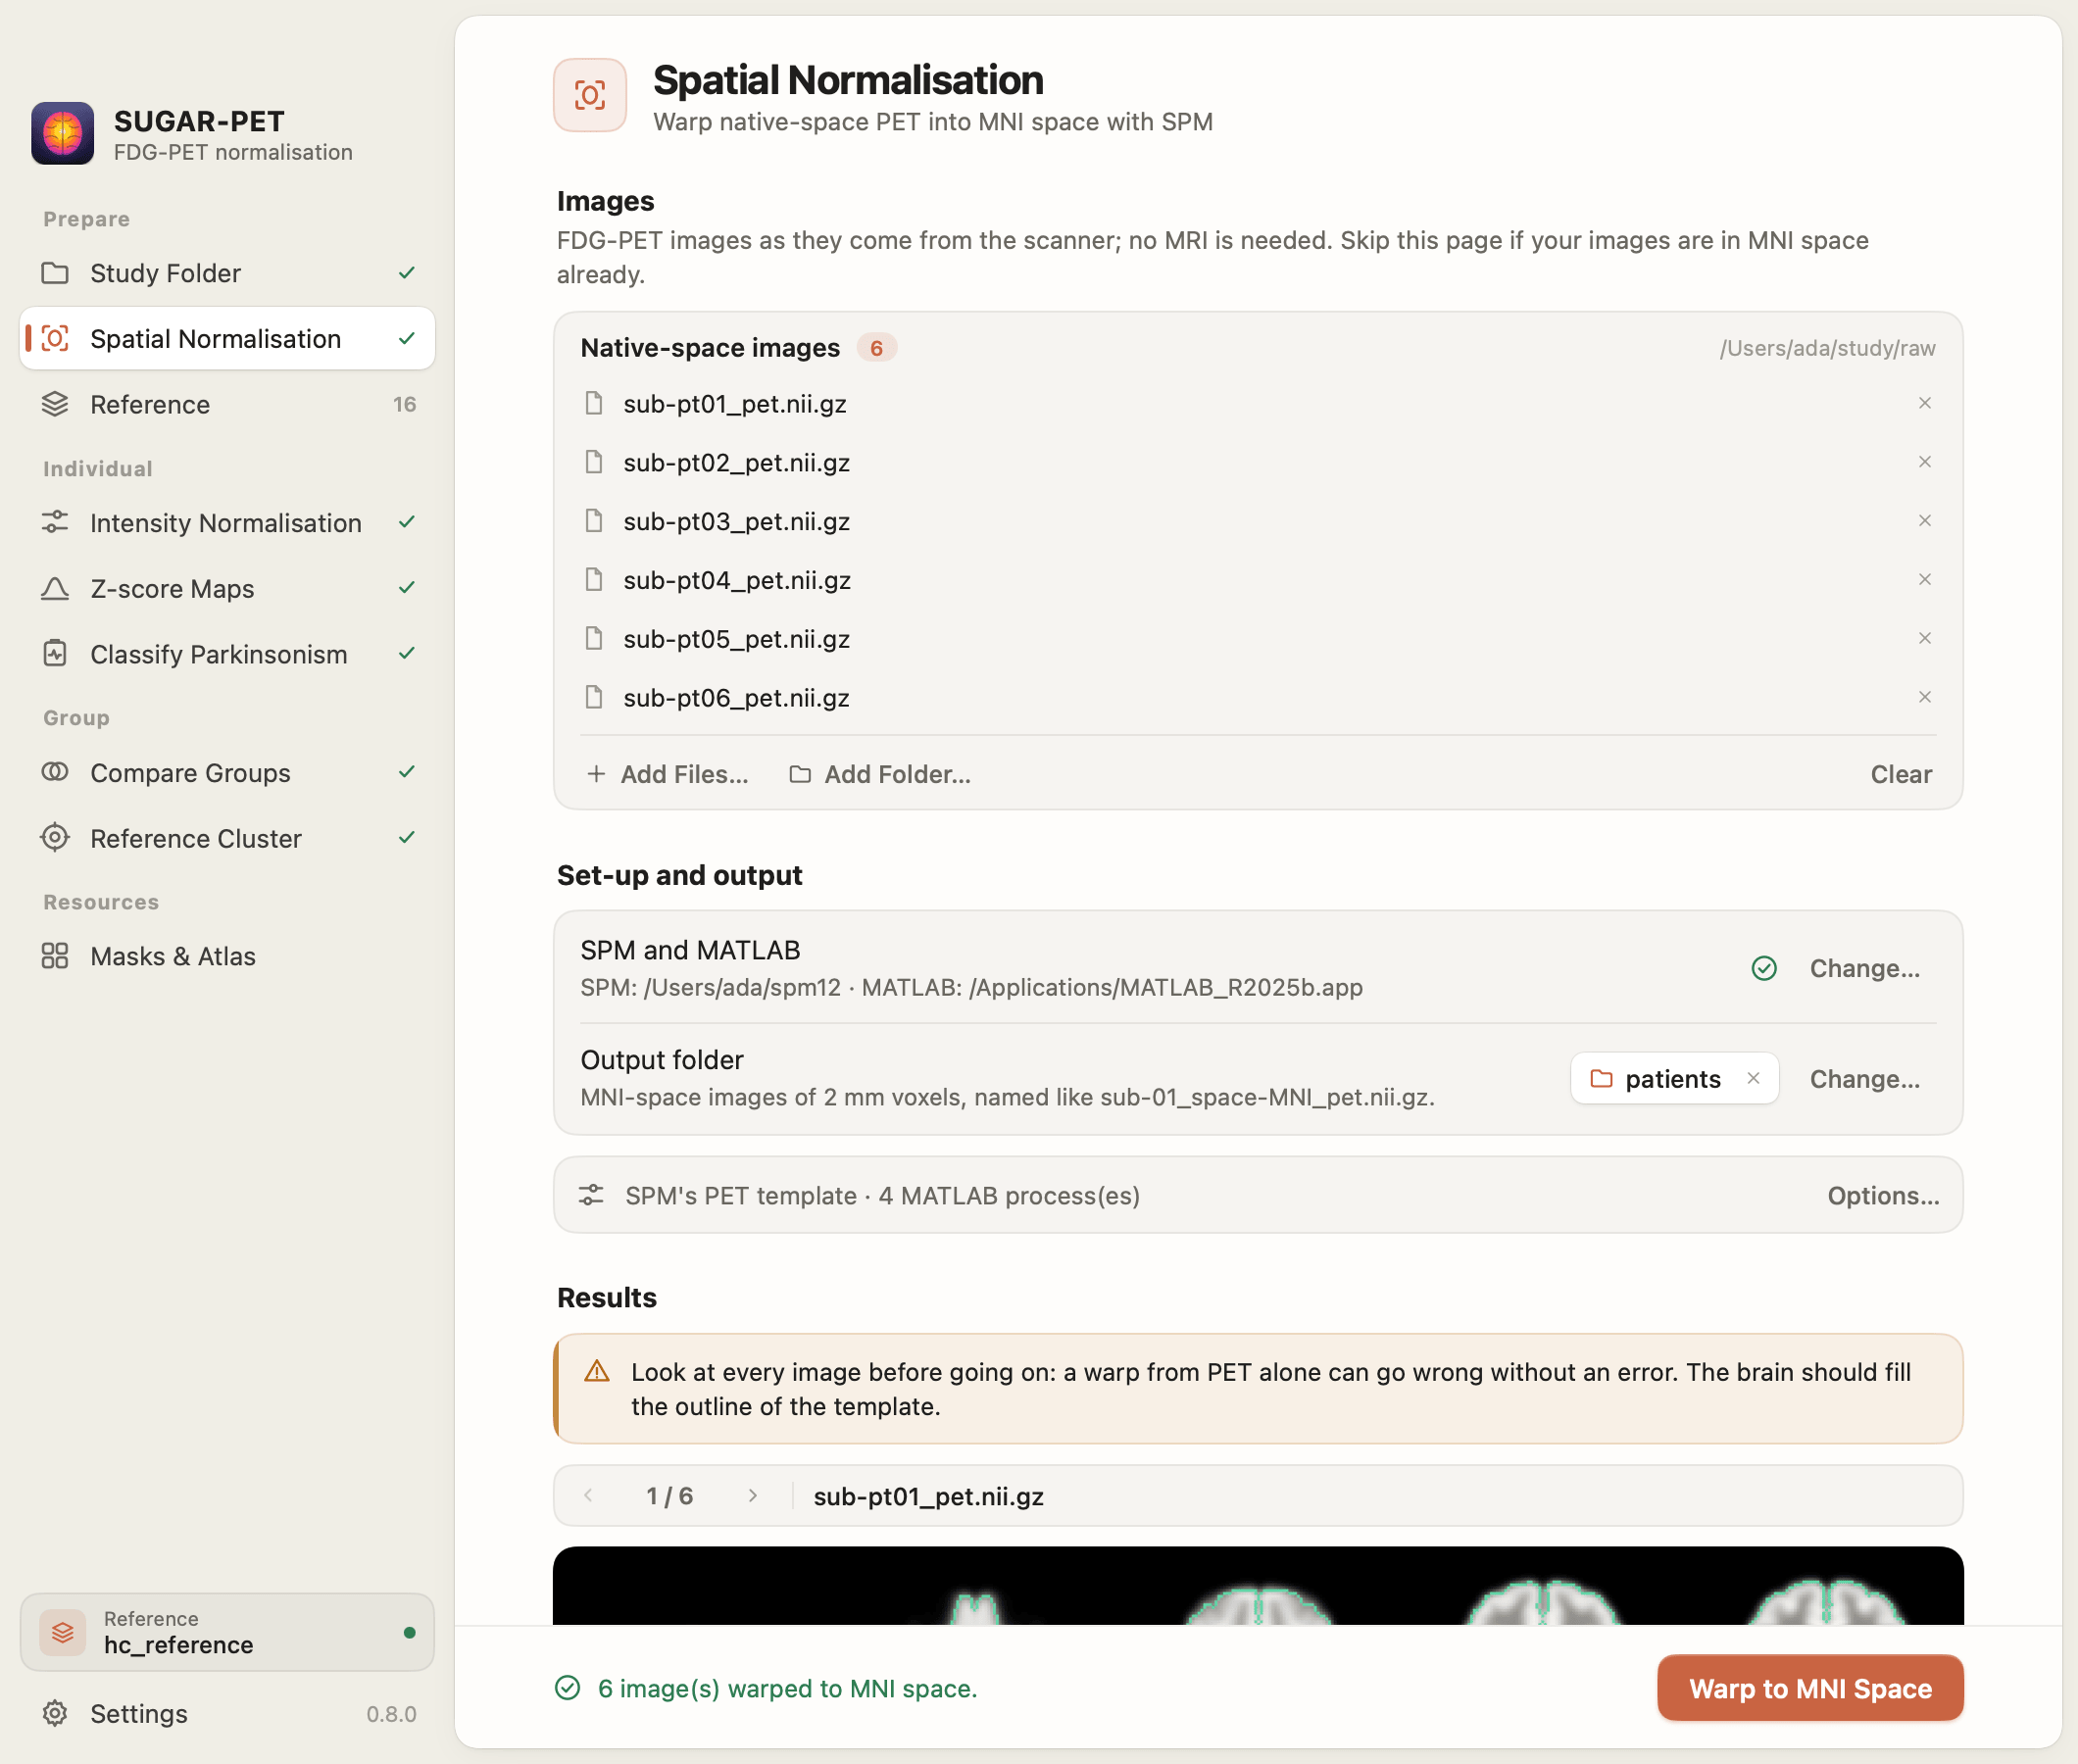 SUGAR-PET
FDG-PET normalisation
Prepare
Study Folder
Spatial Normalisation
Reference 16
Individual
Intensity Normalisation
Z-score Maps
Classify Parkinsonism
Group
Compare Groups
Reference Cluster
Resources
Masks & Atlas
Reference
hc_reference
Settings 0.8.0
Spatial Normalisation
Warp native-space PET into MNI space with SPM
Images
FDG-PET images as they come from the scanner; no MRI is needed. Skip this page if your images are in MNI space
already.
Native-space images 6 /Users/ada/study/raw
sub-pt01_pet.nii.gz
sub-pt02_pet.nii.gz
sub-pt03_pet.nii.gz
sub-pt04_pet.nii.gz
sub-pt05_pet.nii.gz
sub-pt06_pet.nii.gz
Add Files... Add Folder... Clear
Set-up and output
SPM and MATLAB
SPM: /Users/ada/spm12 · MATLAB: /Applications/MATLAB_R2025b.app
Change...
Output folder
MNI-space images of 2 mm voxels, named like sub-01_space-MNI_pet.nii.gz.
patients Change...
SPM's PET template · 4 MATLAB process(es) Options...
Results
Look at every image before going on: a warp from PET alone can go wrong without an error. The brain should fill
the outline of the template.
1 / 6 sub-pt01_pet.nii.gz
6 image(s) warped to MNI space.
Warp to MNI Space